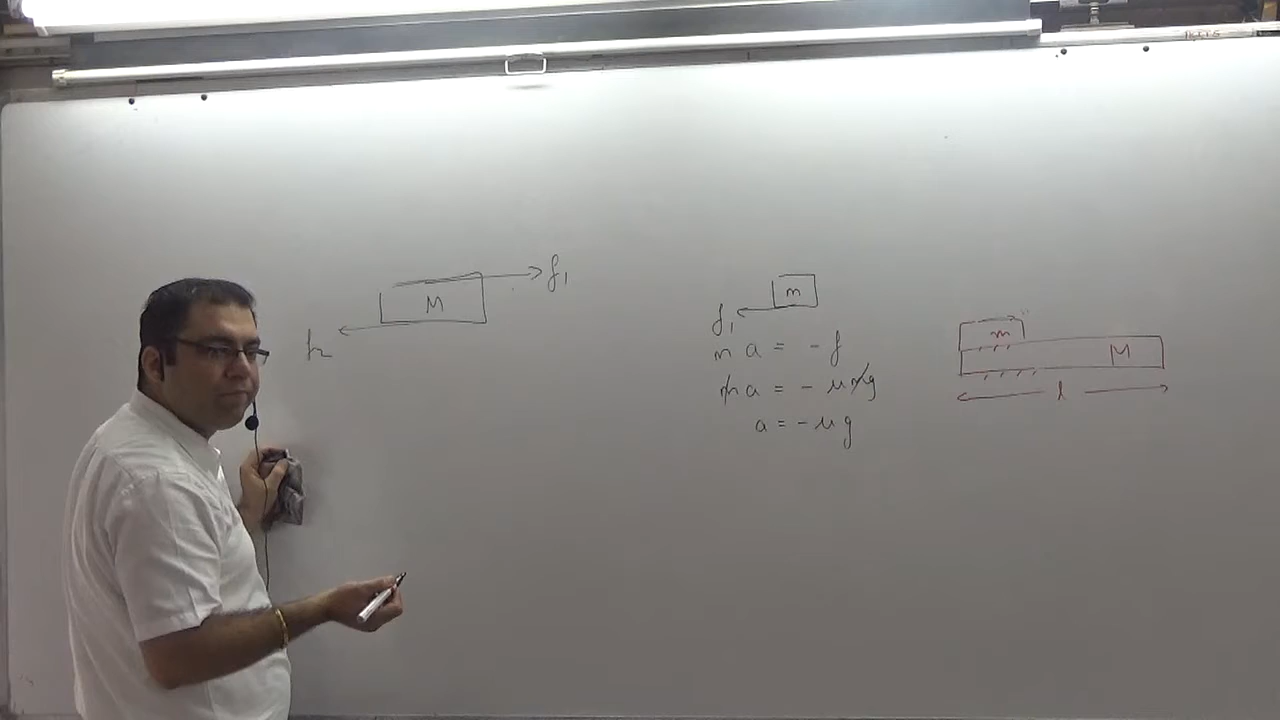 M
f₁
f₂
m
f₁
m a = - f
m a = - μ m g
a = - μ g
m
M
l